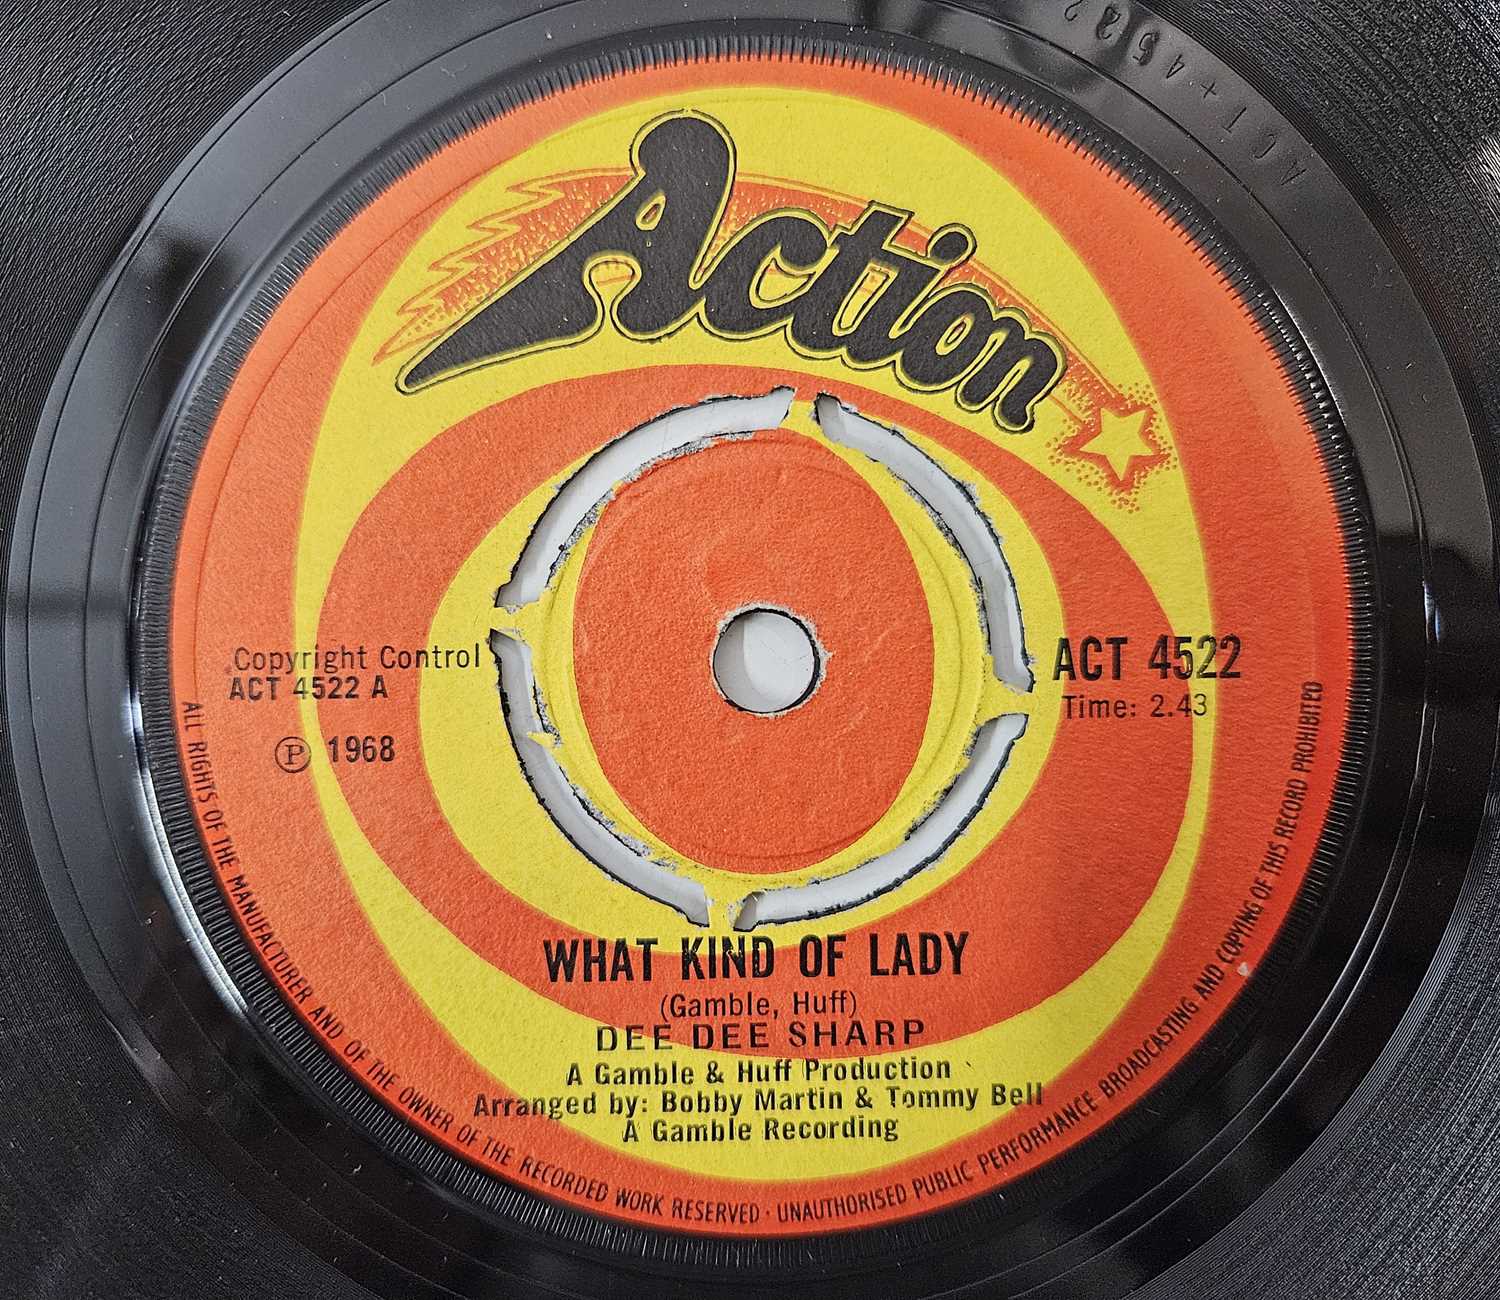 ACT + 4522
Action
Copyright Control
ACT 4522 A
℗ 1968
ACT 4522
Time: 2.43
WHAT KIND OF LADY
(Gamble, Huff)
DEE DEE SHARP
A Gamble & Huff Production
Arranged by: Bobby Martin & Tommy Bell
A Gamble Recording
ALL RIGHTS OF THE MANUFACTURER AND OF THE OWNER OF THE RECORDED WORK RESERVED · UNAUTHORISED PUBLIC PERFORMANCE BROADCASTING AND COPYING OF THIS RECORD PROHIBITED